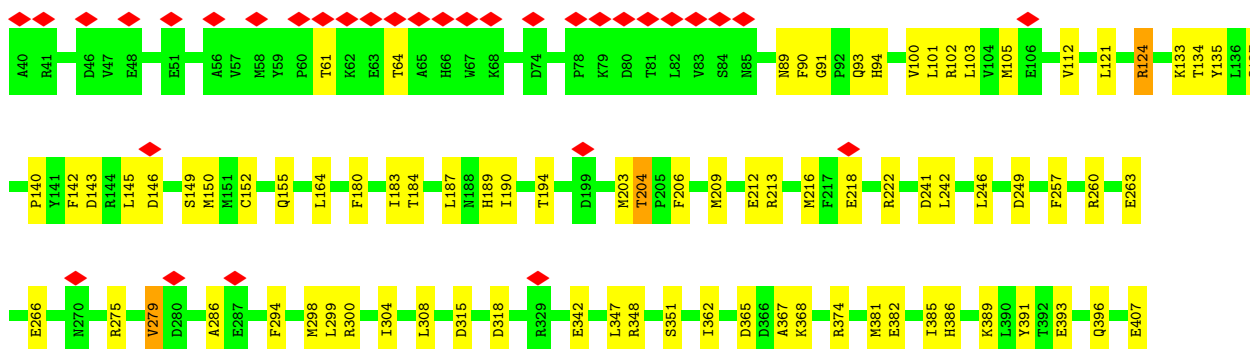 A40 R41 D46 V47 E48 E51 A56 V57 M58 Y59 P60 T61 K62 E63 T64 A65 H66 W67 K68 D74 P78 K79 D80 T81 L82 V83 S84 N85 N89 F90 G91 P92 Q93 H94 V100 L101 R102 L103 V104 M105 E106 V112 L121 R124 K133 T134 Y135 L136
P140 Y141 F142 D143 R144 L145 D146 S149 M150 M151 C152 Q155 L164 F180 I183 T184 L187 N188 H189 I190 T194 D199 M203 T204 P205 F206 M209 E212 R213 M216 F217 E218 R222 D241 L242 L246 D249 F257 R260 E263
E266 N270 R275 V279 D280 A286 E287 F294 M298 L299 R300 I304 L308 D315 D318 R329 E342 L347 R348 S351 I362 D365 D366 A367 K368 R374 M381 E382 I385 H386 K389 L390 Y391 T392 E393 Q396 E407